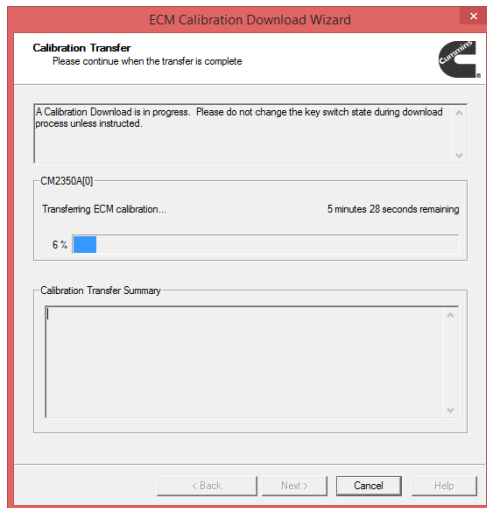 ECM Calibration Download Wizard
Calibration Transfer
Please continue when the transfer is complete
Cummins
A Calibration Download is in progress. Please do not change the key switch state during download
process unless instructed.
CM2350A[0]
Transferring ECM calibration...
5 minutes 28 seconds remaining
6 %
Calibration Transfer Summary
< Back
Next >
Cancel
Help